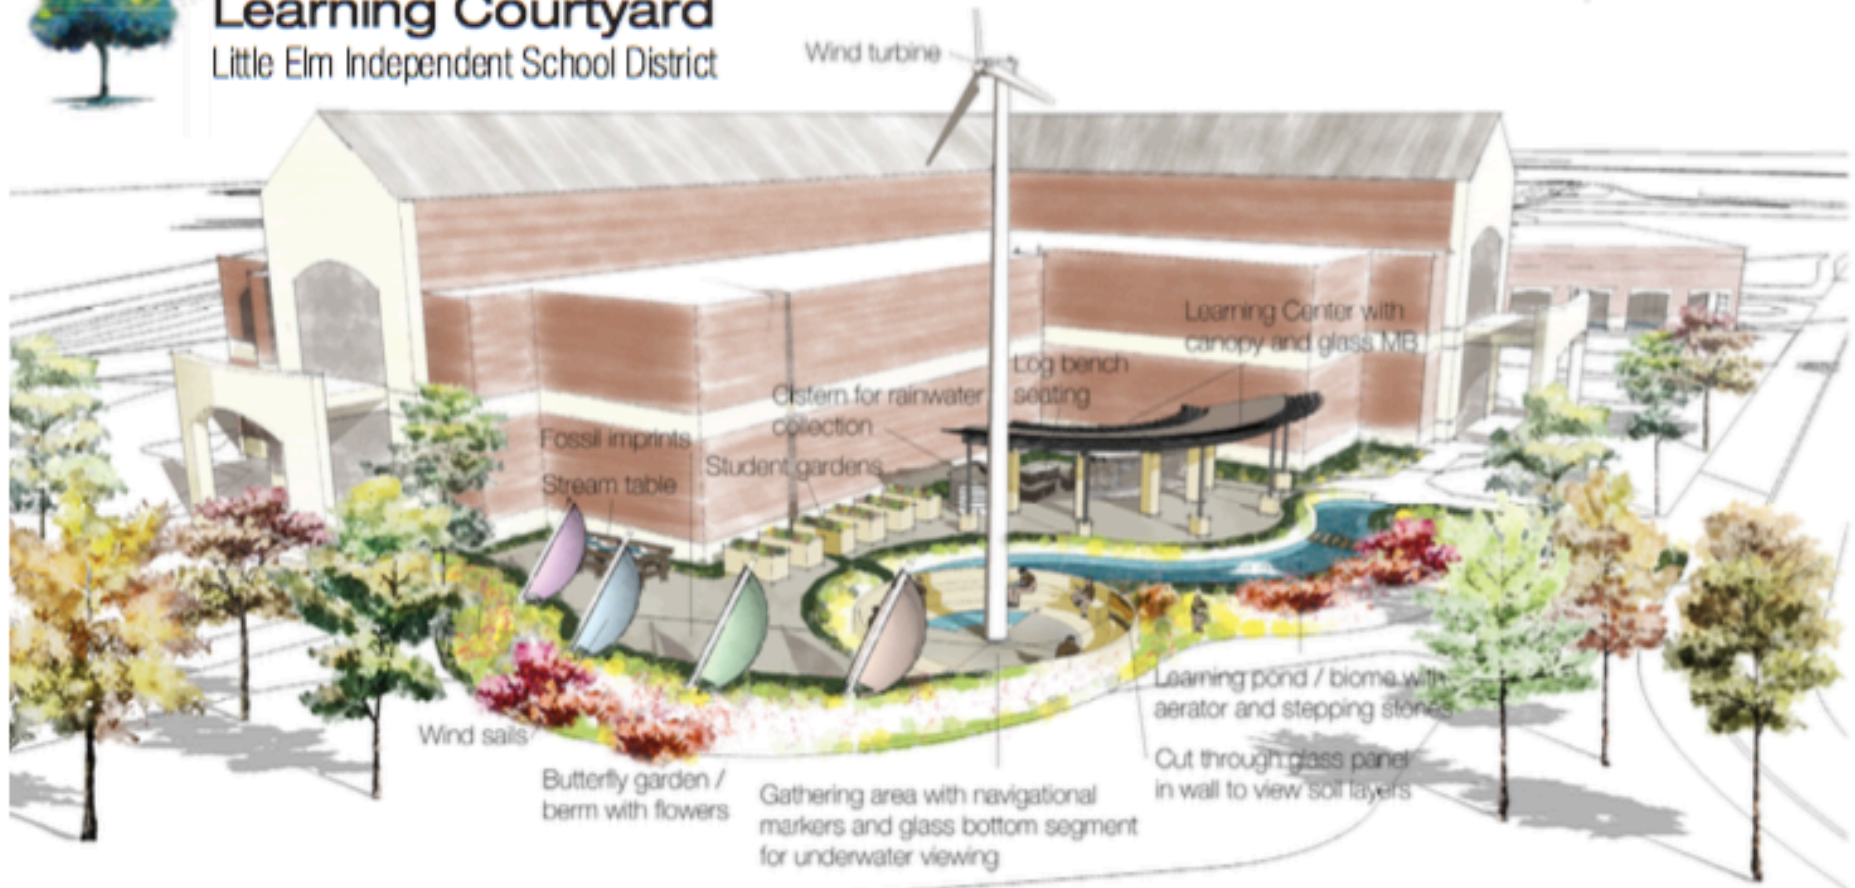 Learning Courtyard
Little Elm Independent School District
Wind turbine
Learning Center with
canopy and glass MB
Log bench
seating
Cistern for rainwater
collection
Fossil imprints
Student gardens
Stream table
Learning pond / biome with
aerator and stepping stones
Wind sails
Cut through glass panel
in wall to view soil layers
Butterfly garden /
berm with flowers
Gathering area with navigational
markers and glass bottom segment
for underwater viewing